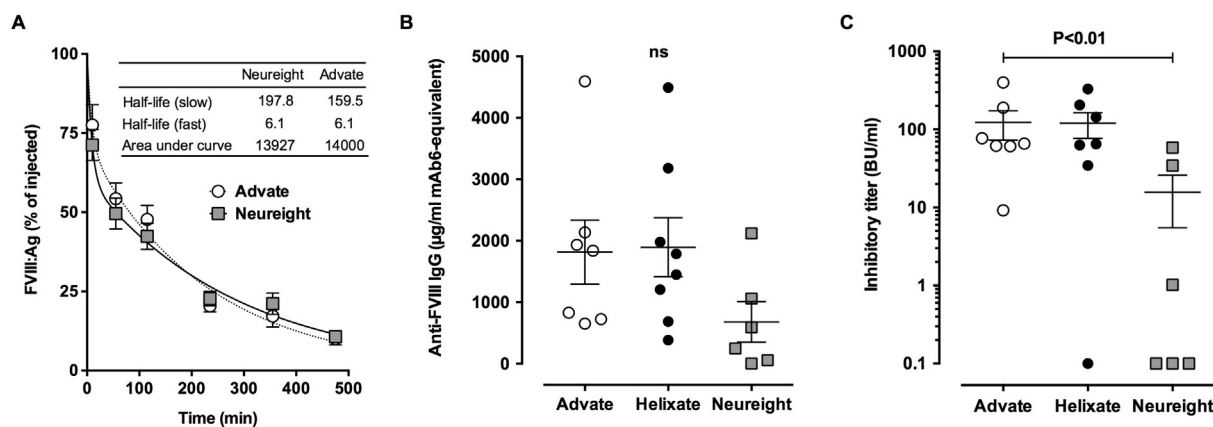 A
100
75
50
25
0
FVIII:Ag (% of injected)
0 100 200 300 400 500
Time (min)
Neureight Advate
Half-life (slow) 197.8 159.5
Half-life (fast) 6.1 6.1
Area under curve 13927 14000
Advate
Neureight
B
ns
5000
4000
3000
2000
1000
0
Anti-FVIII IgG (µg/ml mAb6-equivalent)
Advate Helixate Neureight
C
P<0.01
1000
100
10
1
0.1
Inhibitory titer (BU/ml)
Advate Helixate Neureight